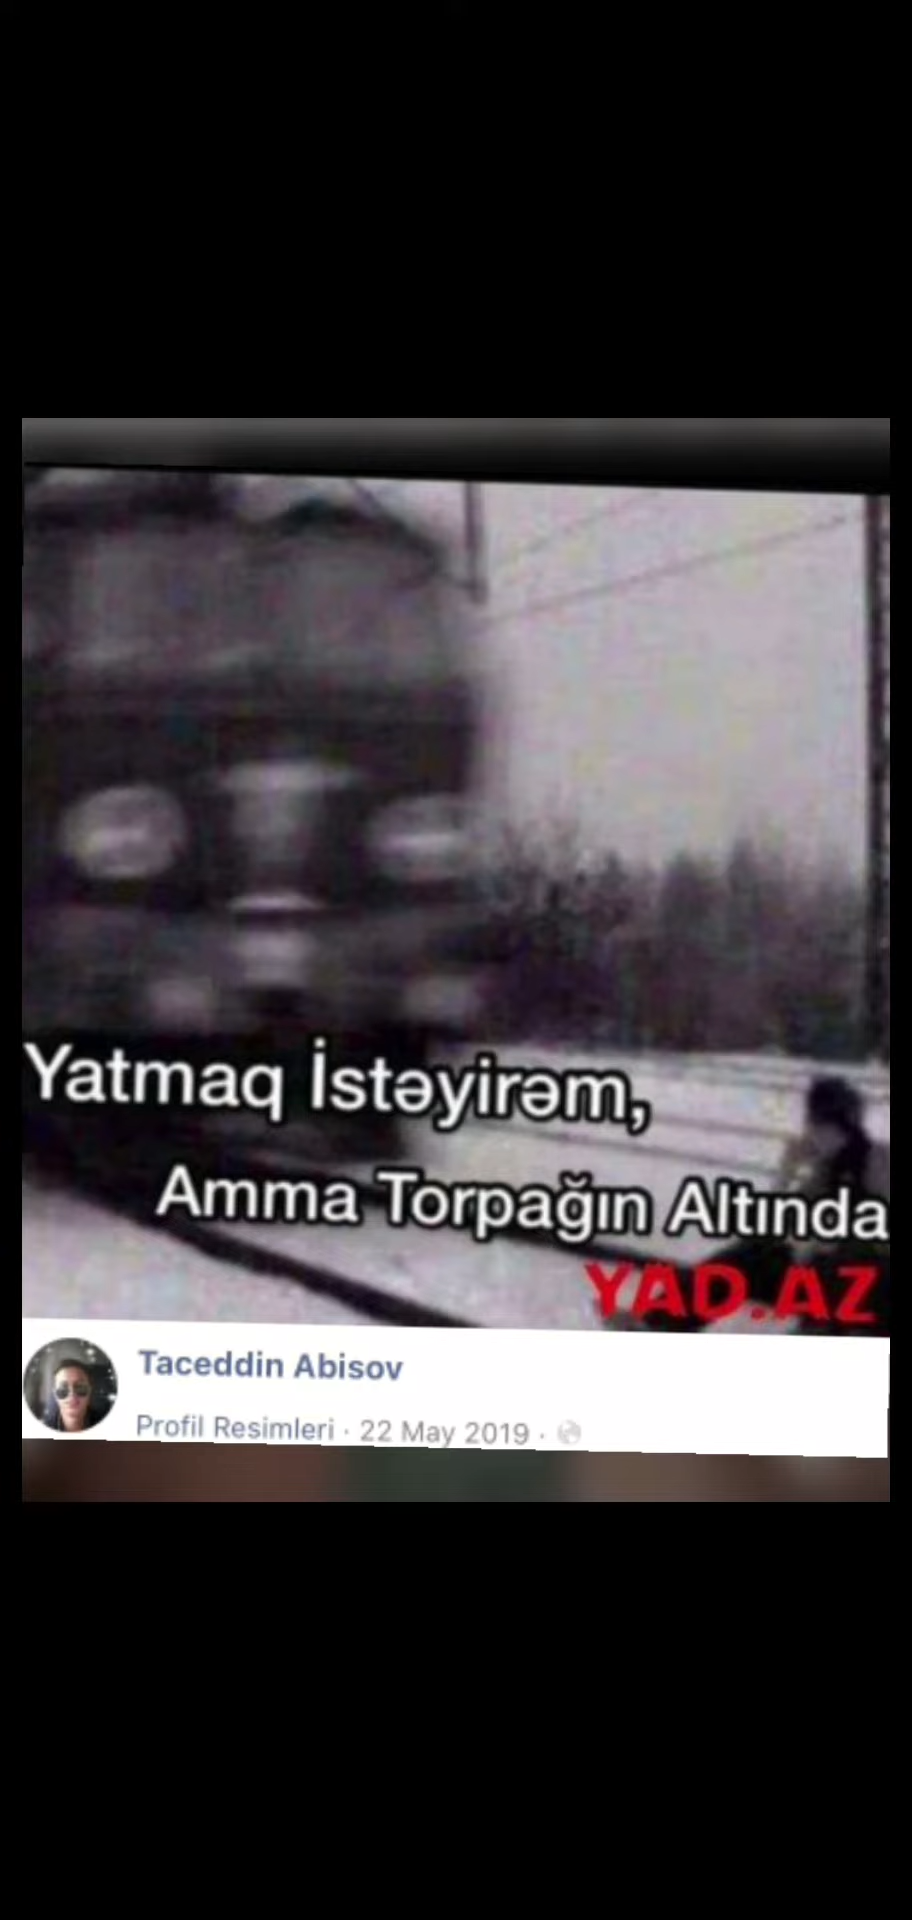 Yatmaq İstəyirəm,
Amma Torpağın Altında
YAD.AZ
Taceddin Abisov
Profil Resimleri · 22 May 2019 ·